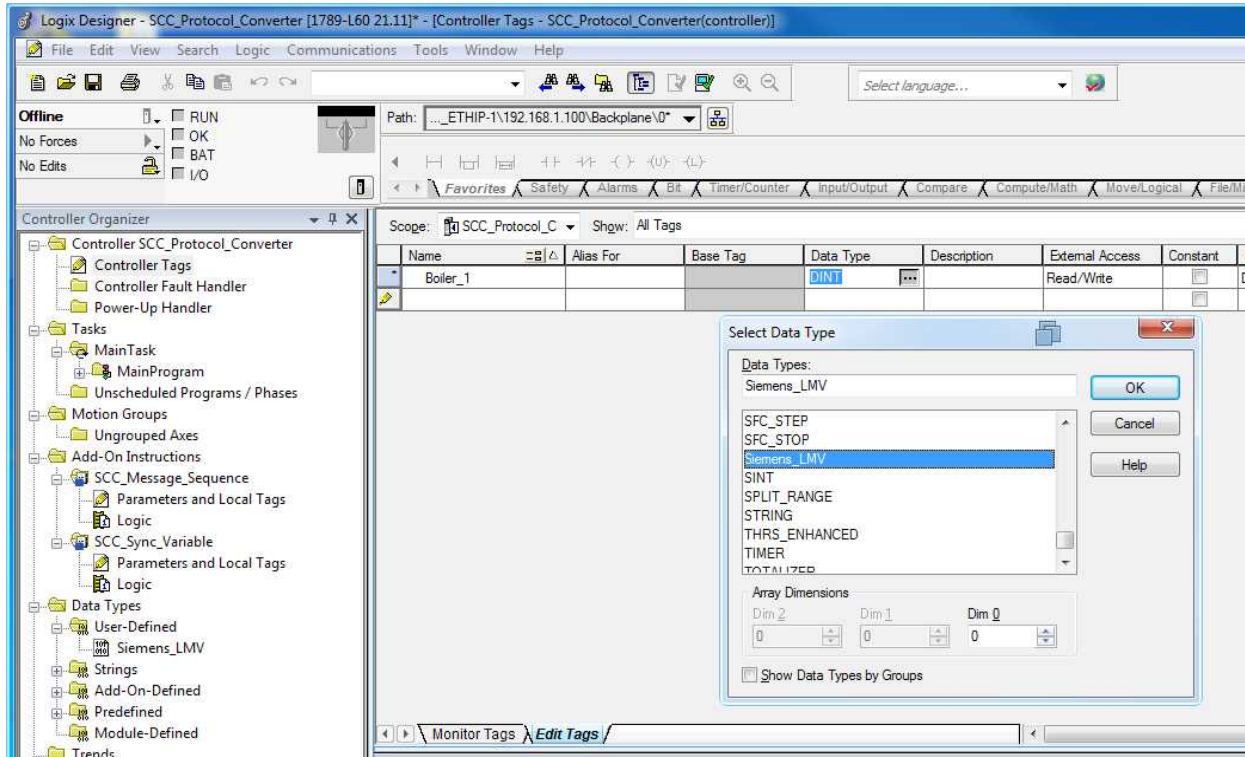 Logix Designer - SCC_Protocol_Converter [1789-L60 21.11]* - [Controller Tags - SCC_Protocol_Converter(controller)]
File Edit View Search Logic Communications Tools Window Help
Select language...
Offline
RUN
No Forces
OK
No Edits
BAT
I/O
Path: ..._ETHIP-1\192.168.1.100\Backplane\0*
Favorites Safety Alarms Bit Timer/Counter Input/Output Compare Compute/Math Move/Logical
Controller Organizer
Controller SCC_Protocol_Converter
Controller Tags
Controller Fault Handler
Power-Up Handler
Tasks
MainTask
MainProgram
Unscheduled Programs / Phases
Motion Groups
Ungrouped Axes
Add-On Instructions
SCC_Message_Sequence
Parameters and Local Tags
Logic
SCC_Sync_Variable
Parameters and Local Tags
Logic
Data Types
User-Defined
Siemens_LMV
Strings
Add-On-Defined
Predefined
Module-Defined
Trends
Scope: SCC_Protocol_C Show: All Tags
Name Alias For Base Tag Data Type Description External Access Constant
Boiler_1 DINT ... Read/Write
Select Data Type
Data Types:
Siemens_LMV
OK
SFC_STEP
Cancel
SFC_STOP
Siemens_LMV
Help
SINT
SPLIT_RANGE
STRING
THRS_ENHANCED
TIMER
TOTALIZER
Array Dimensions
Dim 2 Dim 1 Dim 0
0 0 0
Show Data Types by Groups
Monitor Tags Edit Tags